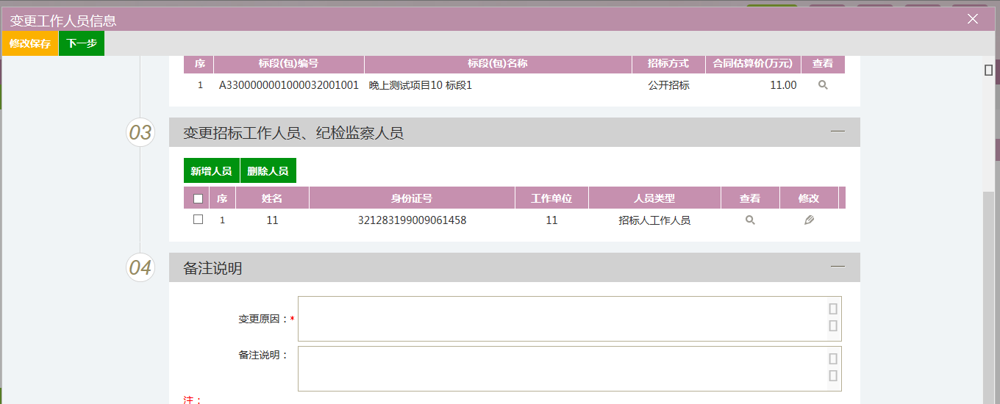 变更工作人员信息
修改保存 下一步
序 标段(包)编号 标段(包)名称 招标方式 合同估算价(万元) 查看
1 A3300000001000032001001 晚上测试项目10 标段1 公开招标 11.00
03 变更招标工作人员、纪检监察人员
新增人员 删除人员
序 姓名 身份证号 工作单位 人员类型 查看 修改
1 11 321283199009061458 11 招标人工作人员
04 备注说明
变更原因：*
备注说明：
注：